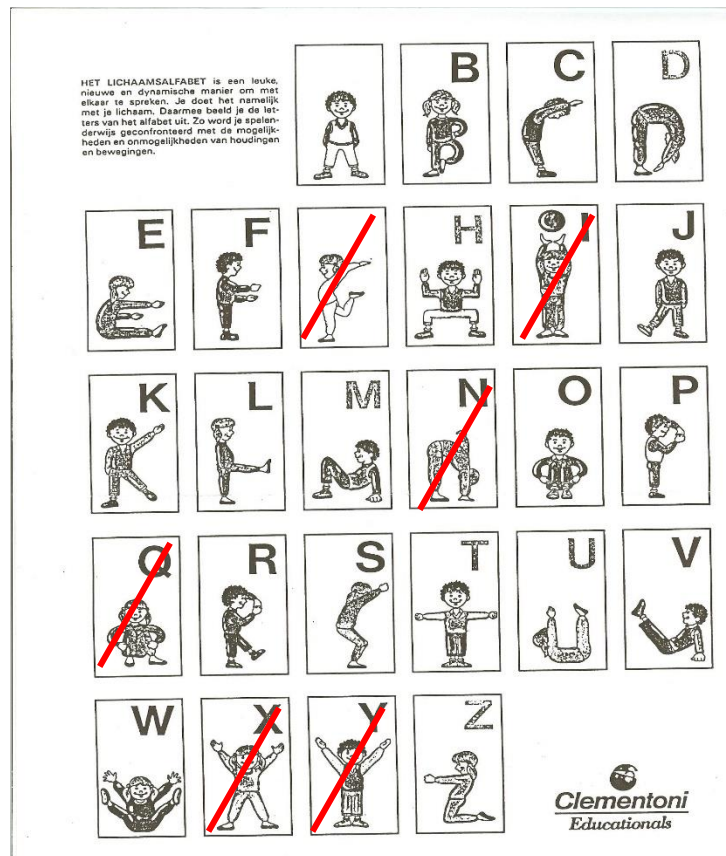 HET LICHAAMSALFABET is een leuke,
nieuwe en dynamische manier om met
elkaar te spreken. Je doet het namelijk
met je lichaam. Daarmee beeld je de let-
ters van het alfabet uit. Zo word je spelen-
derwijs geconfronteerd met de mogelijk-
heden en onmogelijkheden van houdingen
en bewegingen.
B C D
E F H I J
K L M N O P
Q R S T U V
W X Y Z
Clementoni
Educationals